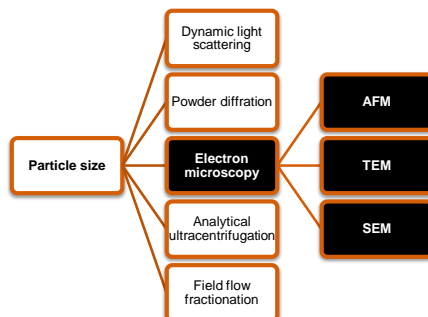 Dynamic light
scattering
Powder diffration
AFM
Particle size
Electron
microscopy
TEM
Analytical
ultracentrifugation
SEM
Field flow
fractionation